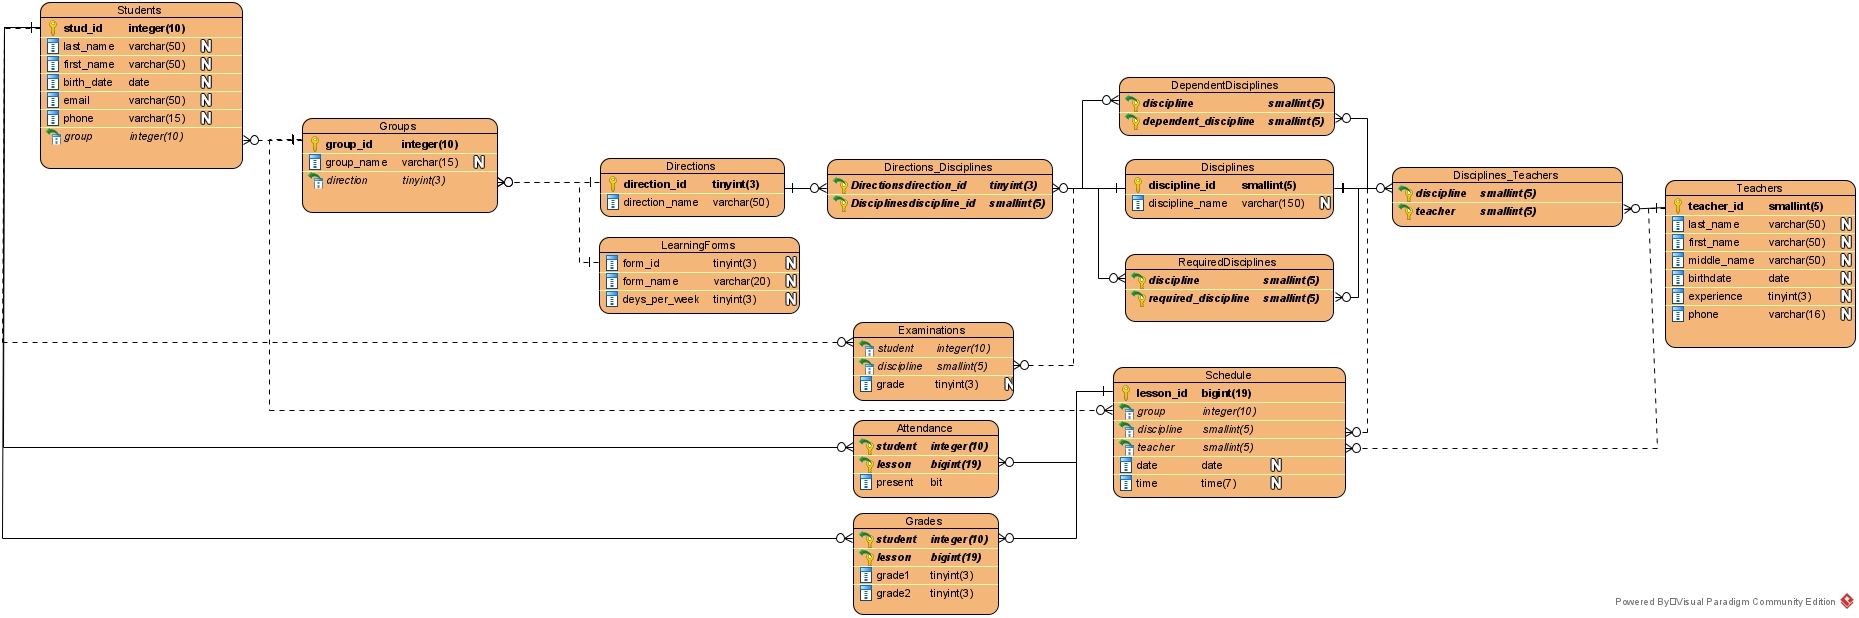 Students
stud_id integer(10)
last_name varchar(50) N
first_name varchar(50) N
birth_date date N
email varchar(50) N
phone varchar(15) N
group integer(10)
Groups
group_id integer(10)
group_name varchar(15) N
direction tinyint(3)
Directions
direction_id tinyint(3)
direction_name varchar(50)
LearningForms
form_id tinyint(3) N
form_name varchar(20) N
deys_per_week tinyint(3) N
Directions_Disciplines
Directionsdirection_id tinyint(3)
Disciplinesdiscipline_id smallint(5)
DependentDisciplines
discipline smallint(5)
dependent_discipline smallint(5)
Disciplines
discipline_id smallint(5)
discipline_name varchar(150) N
RequiredDisciplines
discipline smallint(5)
required_discipline smallint(5)
Disciplines_Teachers
discipline smallint(5)
teacher smallint(5)
Teachers
teacher_id smallint(5)
last_name varchar(50) N
first_name varchar(50) N
middle_name varchar(50) N
birthdate date N
experience tinyint(3) N
phone varchar(16) N
Examinations
student integer(10)
discipline smallint(5)
grade tinyint(3) N
Attendance
student integer(10)
lesson bigint(19)
present bit
Grades
student integer(10)
lesson bigint(19)
grade1 tinyint(3)
grade2 tinyint(3)
Schedule
lesson_id bigint(19)
group integer(10)
discipline smallint(5)
teacher smallint(5)
date date N
time time(7) N
Powered By□Visual Paradigm Community Edition